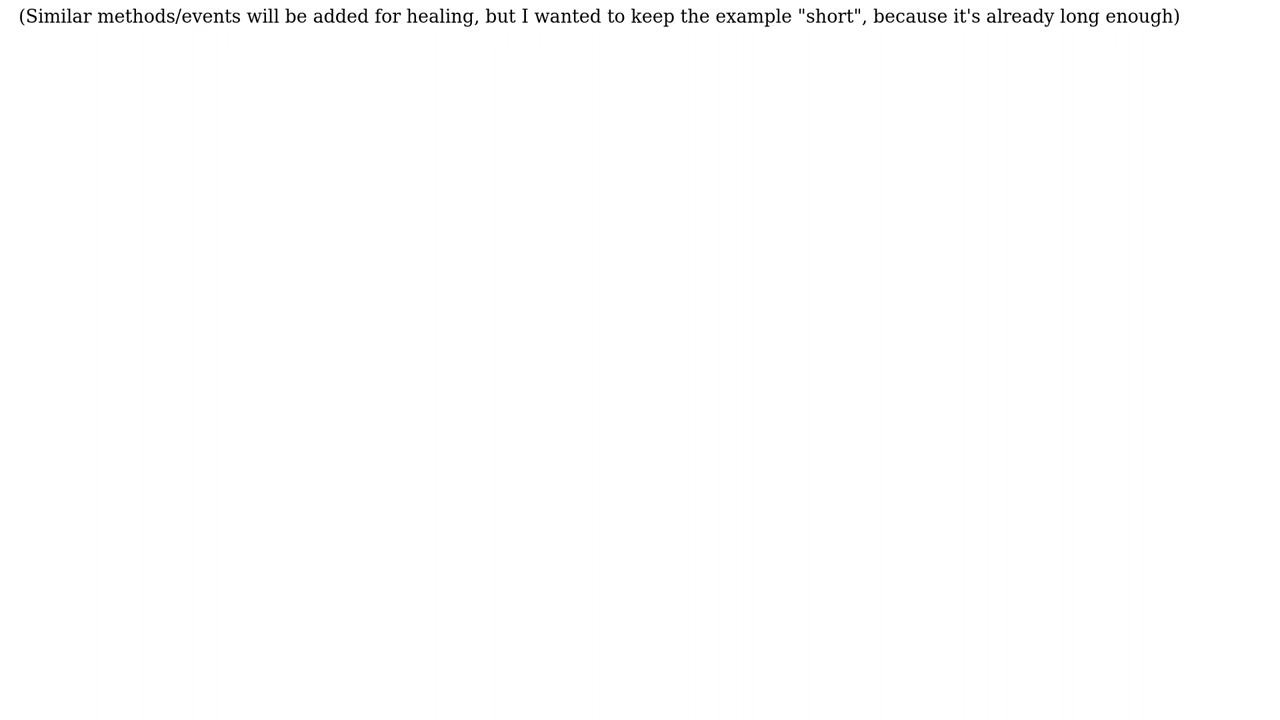 (Similar methods/events will be added for healing, but I wanted to keep the example "short", because it's already long enough)